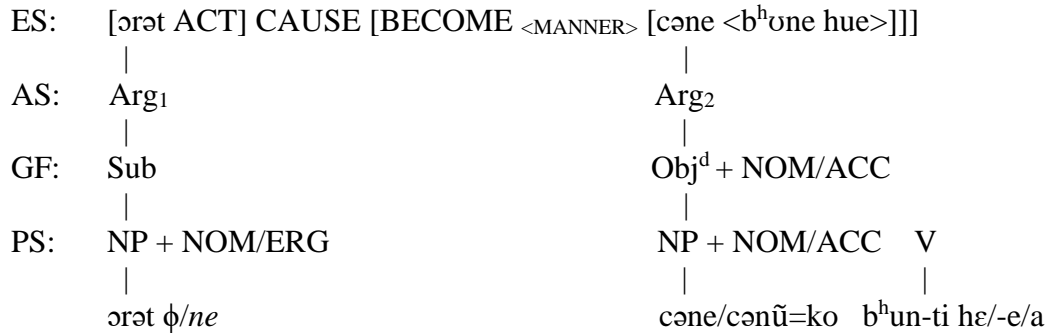 ES: [ɔrət ACT] CAUSE [BECOME <MANNER> [cəne <bʰʊne hue>]]]
AS: Arg₁ Arg₂
GF: Sub Objᵈ + NOM/ACC
PS: NP + NOM/ERG NP + NOM/ACC V
ɔrət ϕ/ne cəne/cənũ=ko bʰun-ti hɛ/-e/a